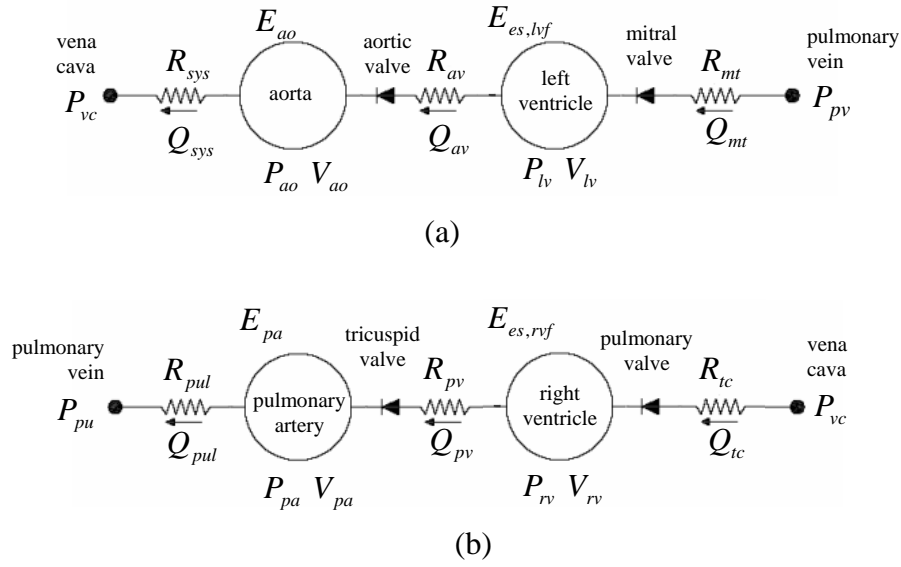 vena
cava
P_vc
R_sys
Q_sys
E_ao
aorta
P_ao V_ao
aortic
valve
R_av
Q_av
E_es,lvf
left
ventricle
P_lv V_lv
mitral
valve
R_mt
Q_mt
pulmonary
vein
P_pv
(a)
pulmonary
vein
P_pu
R_pul
Q_pul
E_pa
pulmonary
artery
P_pa V_pa
tricuspid
valve
R_pv
Q_pv
E_es,rvf
right
ventricle
P_rv V_rv
pulmonary
valve
R_tc
Q_tc
vena
cava
P_vc
(b)